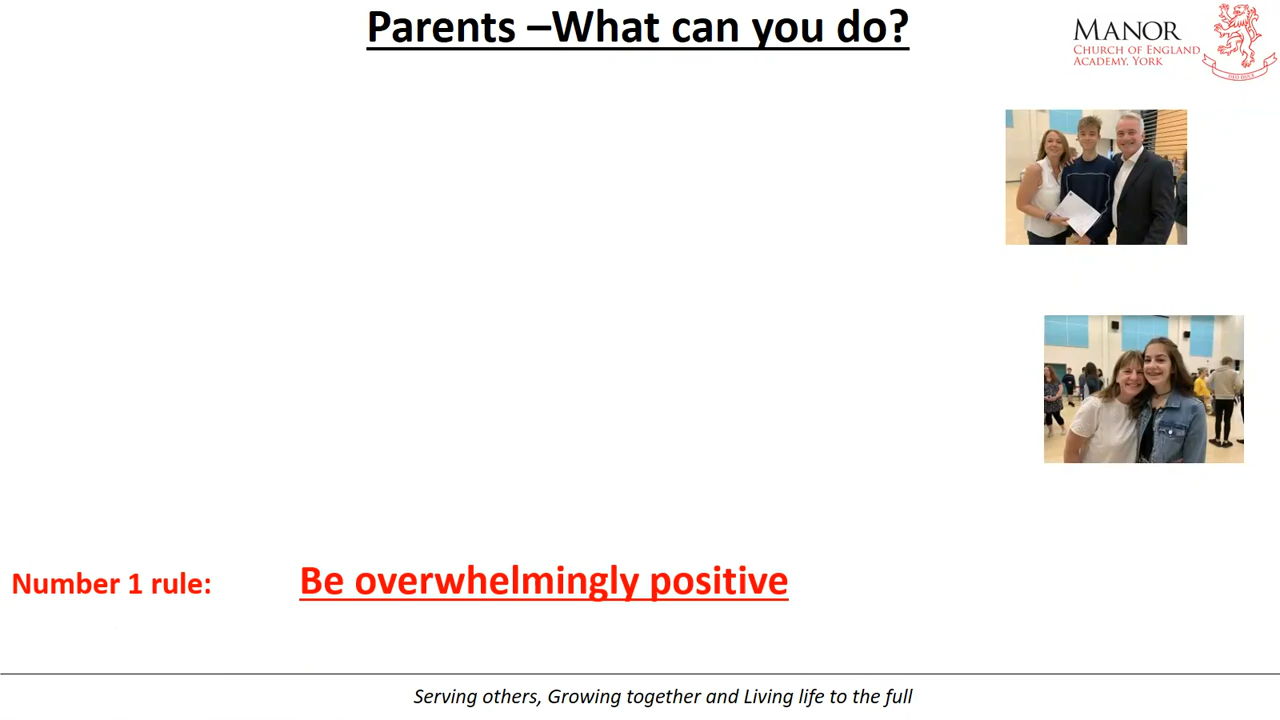 Parents –What can you do?
MANOR
CHURCH OF ENGLAND
ACADEMY, YORK
Number 1 rule:
Be overwhelmingly positive
Serving others, Growing together and Living life to the full